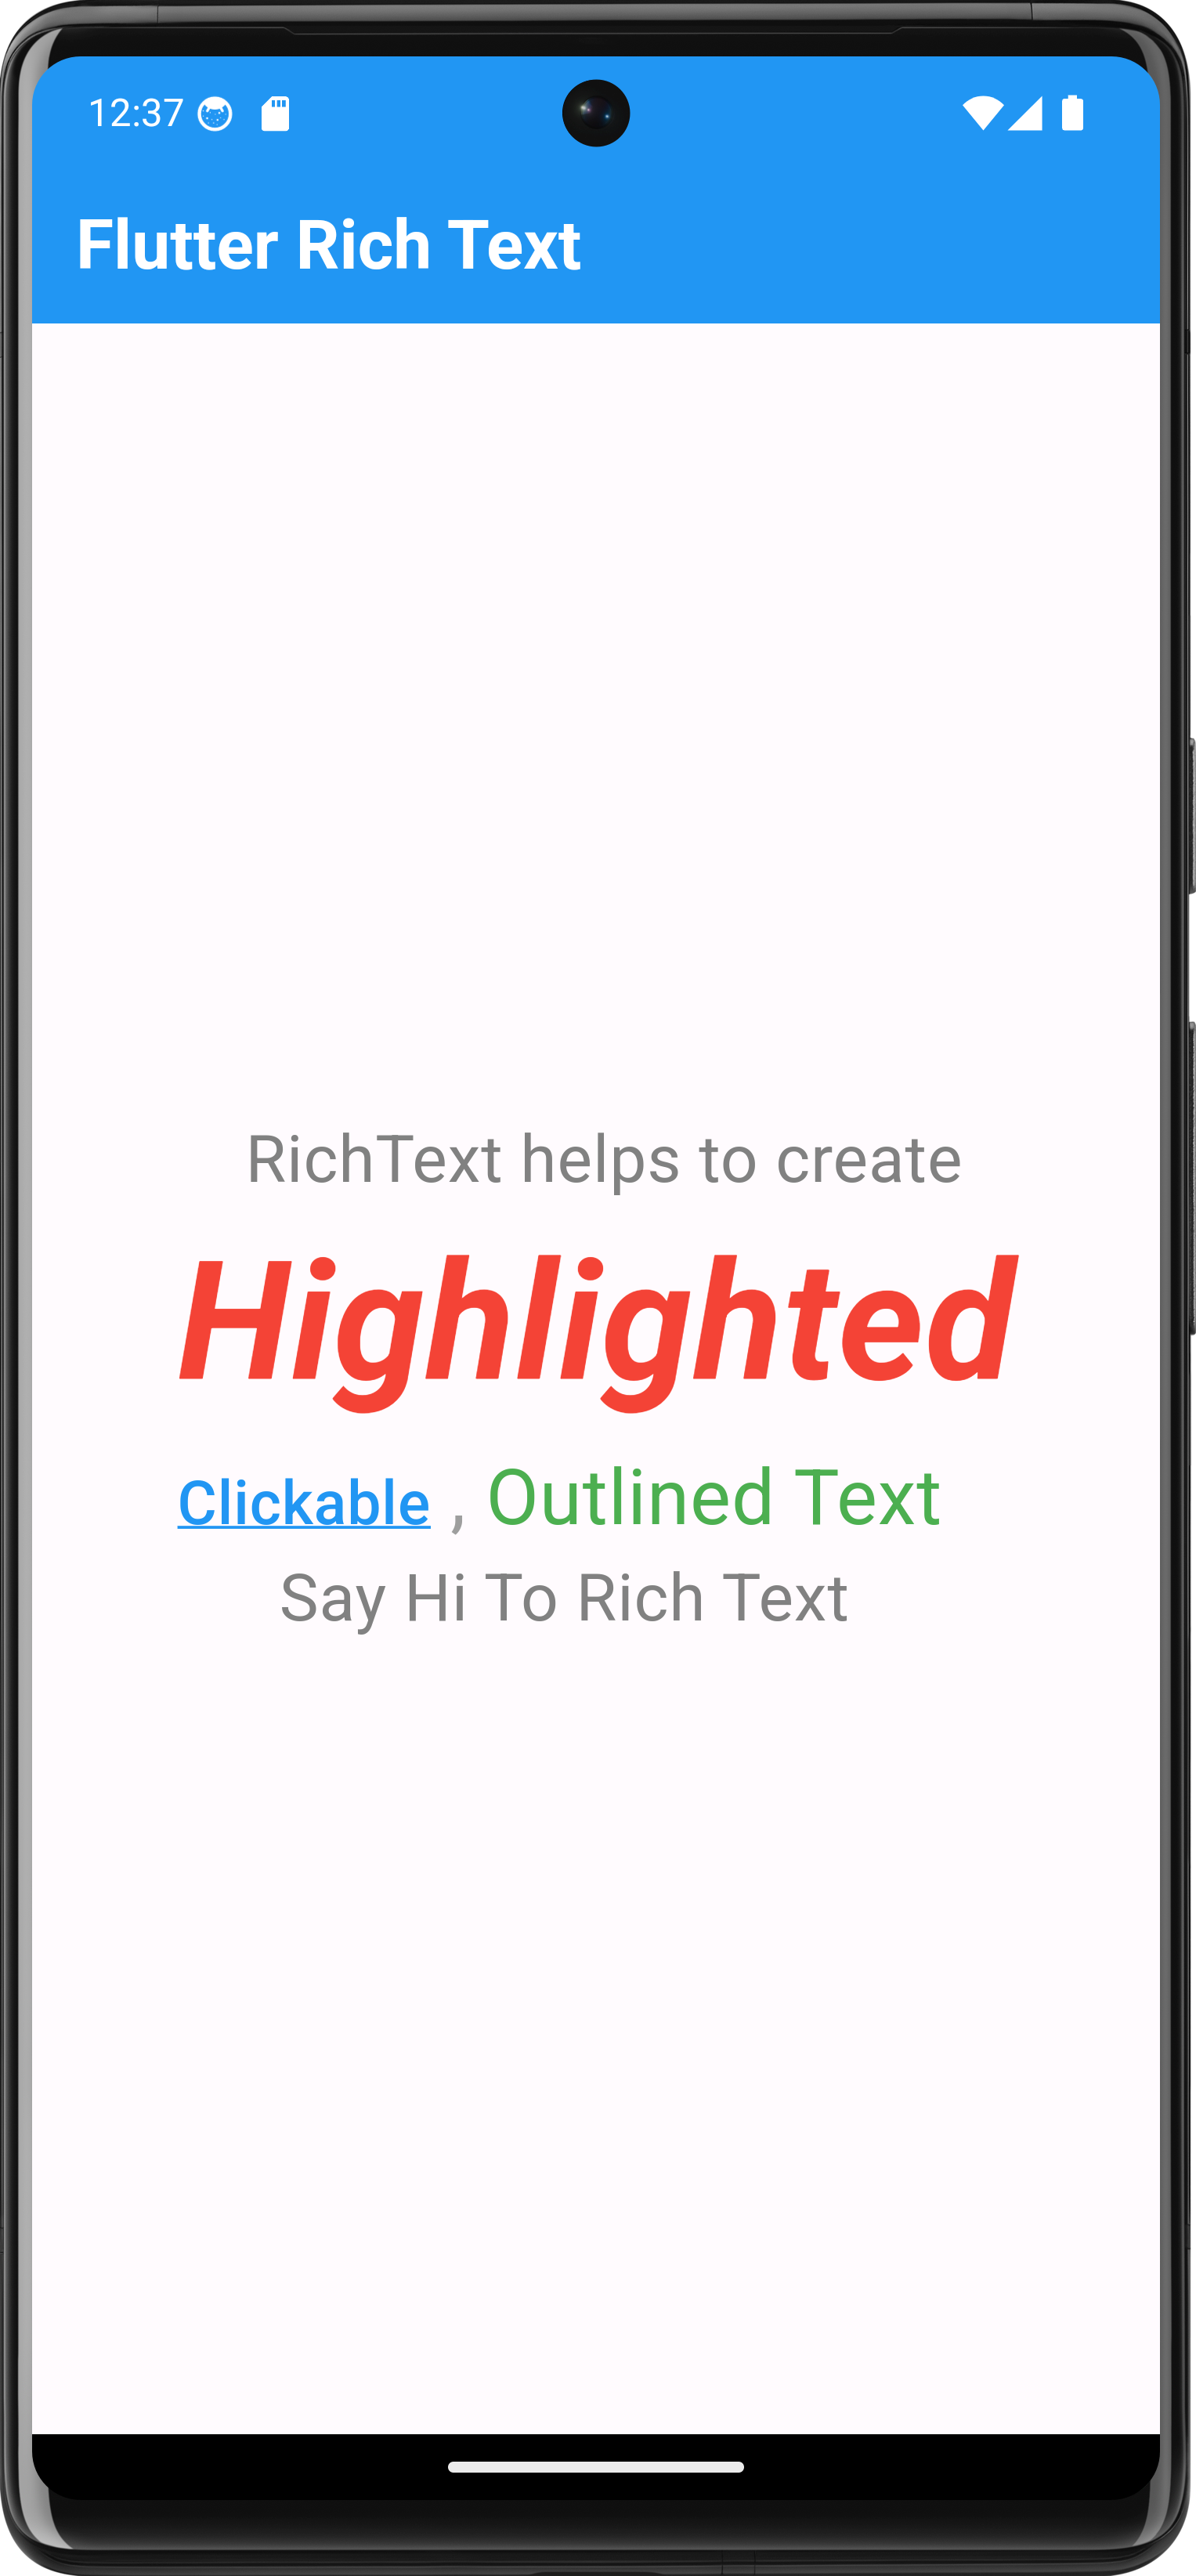 12:37
Flutter Rich Text
RichText helps to create
Highlighted
Clickable , Outlined Text
Say Hi To Rich Text